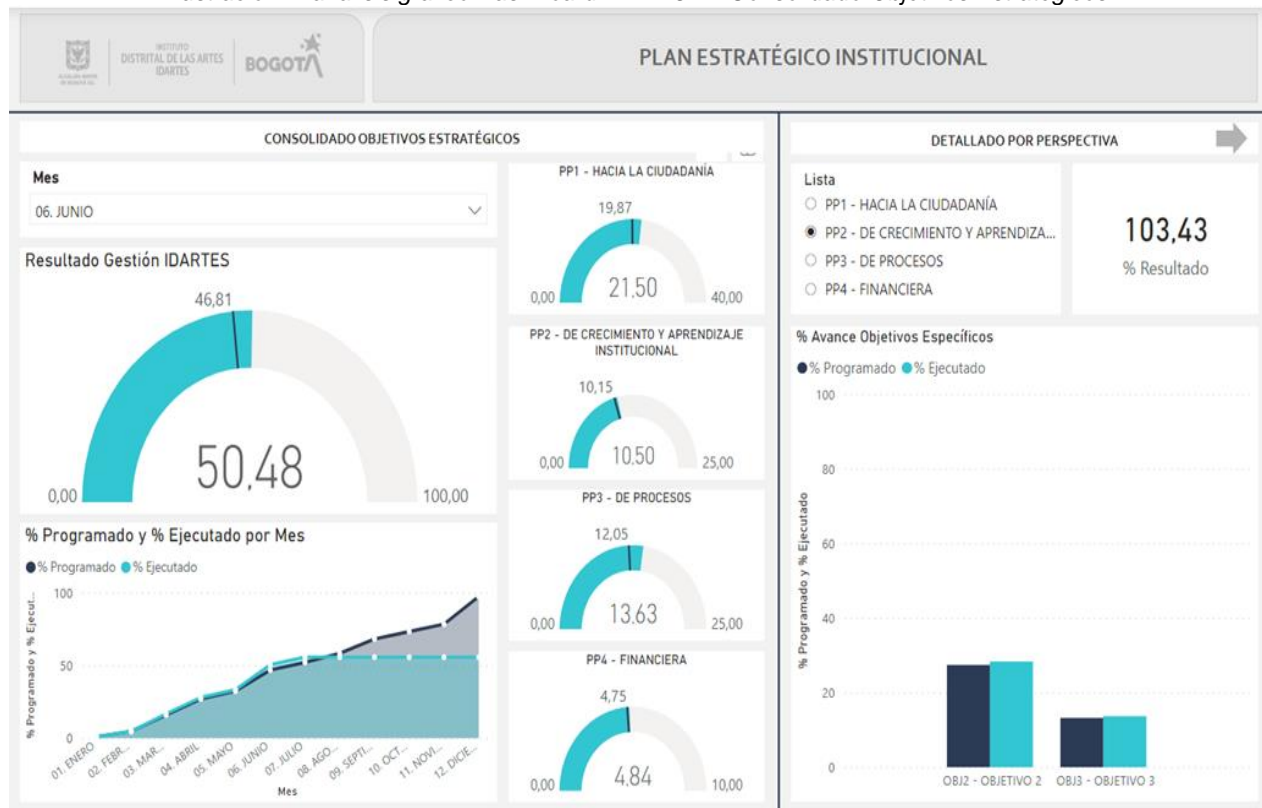 INSTITUTO
DISTRITAL DE LAS ARTES
IDARTES
BOGOTÁ
PLAN ESTRATÉGICO INSTITUCIONAL
CONSOLIDADO OBJETIVOS ESTRATÉGICOS
Mes
06. JUNIO
Resultado Gestión IDARTES
46,81
50,48
0,00
100,00
% Programado y % Ejecutado por Mes
% Programado
% Ejecutado
% Programado y % Ejecut...
100
50
0
01. ENERO
02. FEBR...
03. MAR...
04. ABRIL
05. MAYO
06. JUNIO
07. JULIO
08. AGO...
09. SEPTI...
10. OCT...
11. NOVI...
12. DICIE...
Mes
PP1 - HACIA LA CIUDADANÍA
19,87
21,50
0,00
40,00
PP2 - DE CRECIMIENTO Y APRENDIZAJE
INSTITUCIONAL
10,15
10,50
0,00
25,00
PP3 - DE PROCESOS
12,05
13,63
0,00
25,00
PP4 - FINANCIERA
4,75
4,84
0,00
10,00
DETALLADO POR PERSPECTIVA
Lista
PP1 - HACIA LA CIUDADANÍA
PP2 - DE CRECIMIENTO Y APRENDIZA...
PP3 - DE PROCESOS
PP4 - FINANCIERA
103,43
% Resultado
% Avance Objetivos Específicos
% Programado
% Ejecutado
% Programado y % Ejecutado
100
80
60
40
20
0
OBJ2 - OBJETIVO 2
OBJ3 - OBJETIVO 3